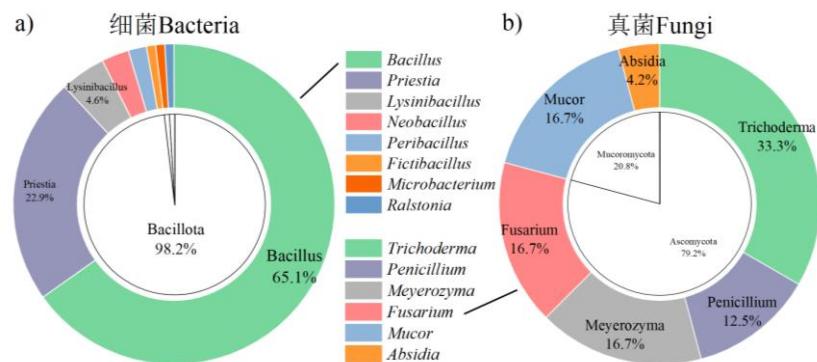 a)
细菌Bacteria
Lysinibacillus
4.6%
Priestia
22.9%
Bacillota
98.2%
Bacillus
65.1%
Bacillus
Priestia
Lysinibacillus
Neobacillus
Peribacillus
Fictibacillus
Microbacterium
Ralstonia
Trichoderma
Penicillium
Meyerozyma
Fusarium
Mucor
Absidia
b)
真菌Fungi
Absidia
4.2%
Mucor
16.7%
Trichoderma
33.3%
Mucoromycota
20.8%
Fusarium
16.7%
Ascomycota
79.2%
Penicillium
12.5%
Meyerozyma
16.7%